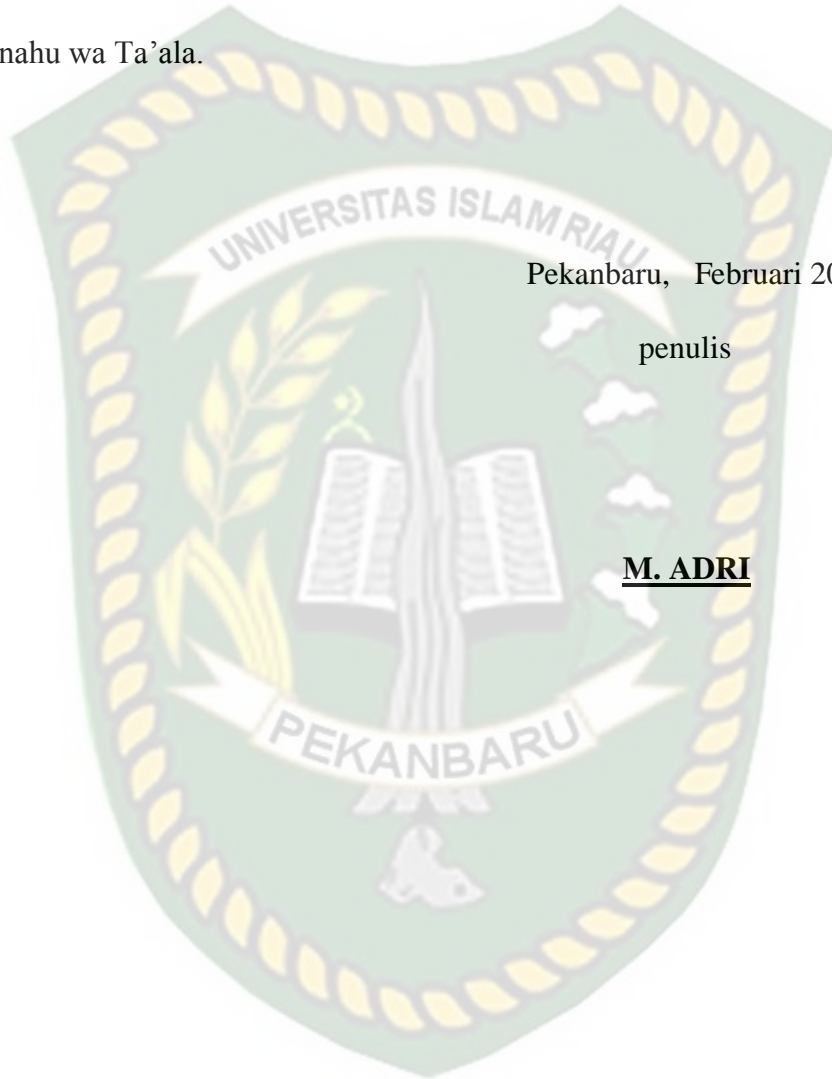 nahu wa Ta’ala.
UNIVERSITAS ISLAM RIAU
Pekanbaru, Februari 20
penulis
M. ADRI
PEKANBARU